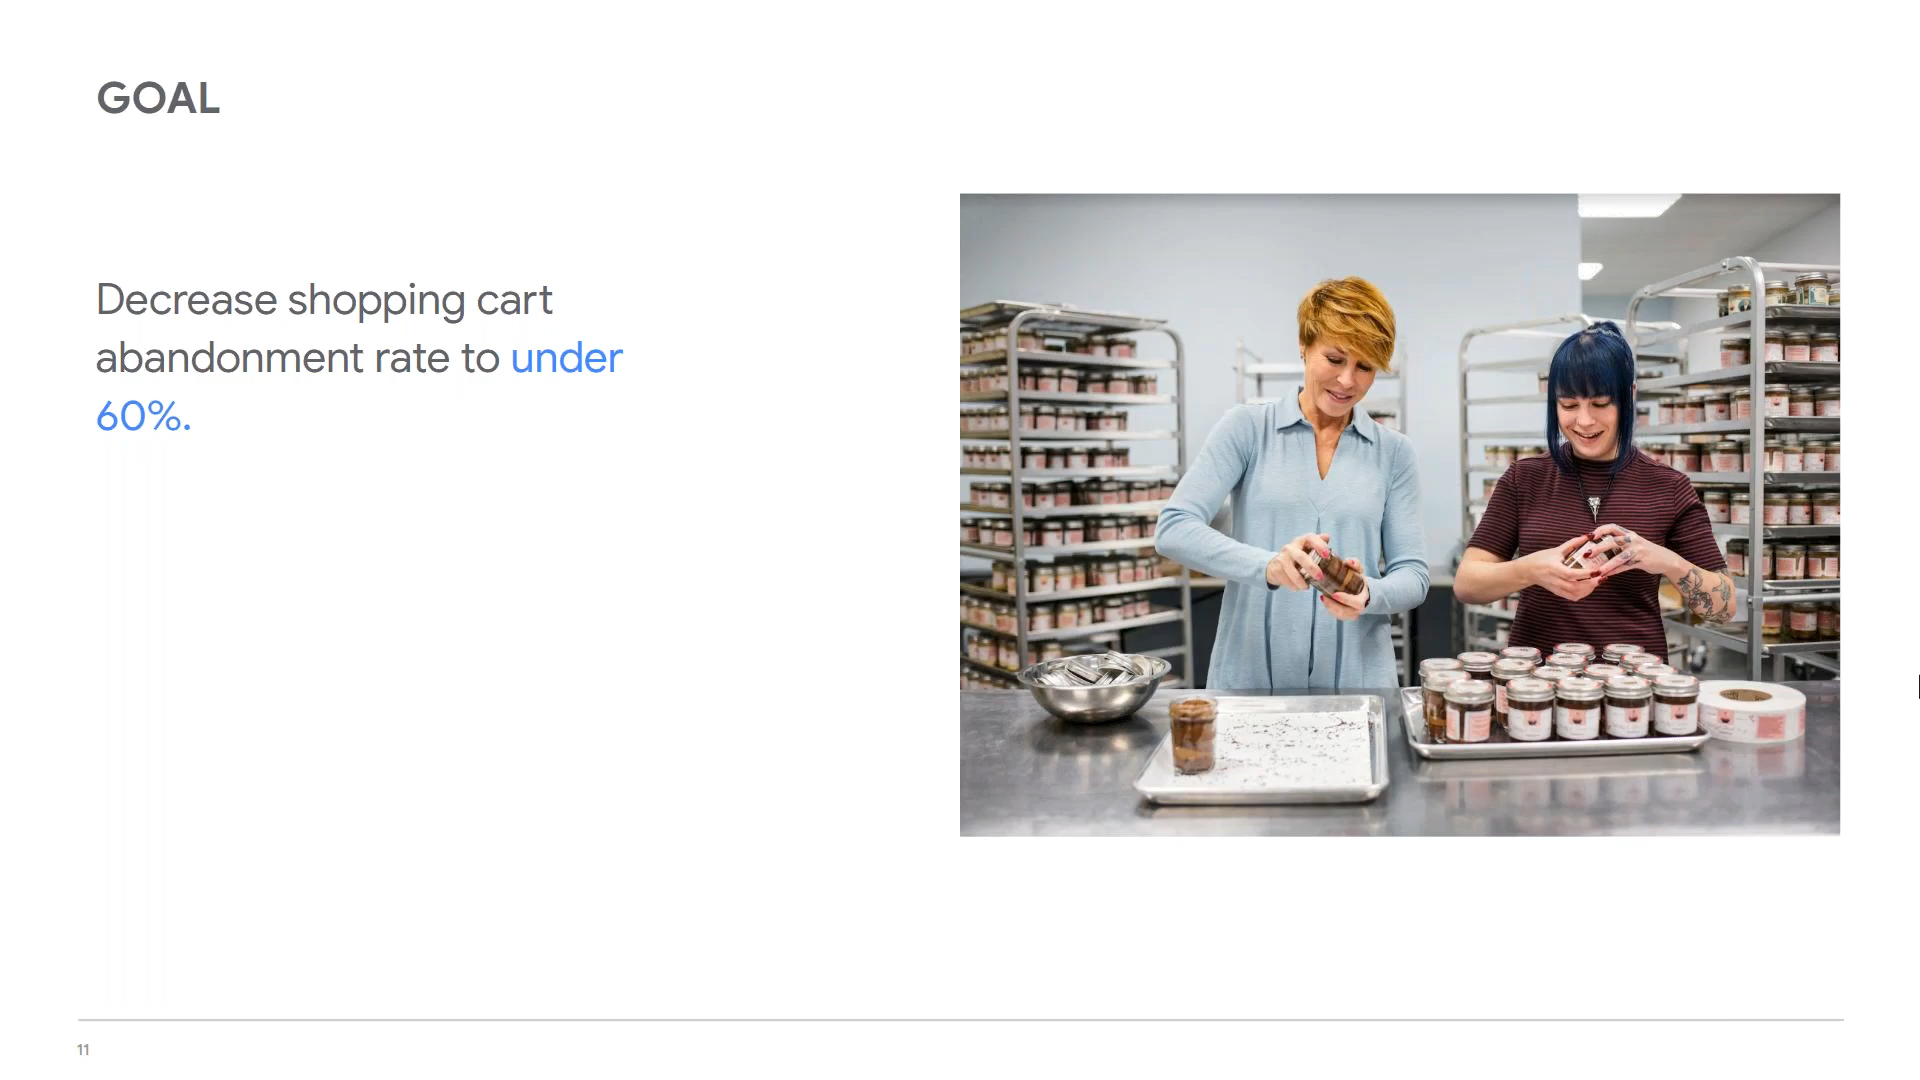 GOAL
Decrease shopping cart
abandonment rate to under
60%.
11